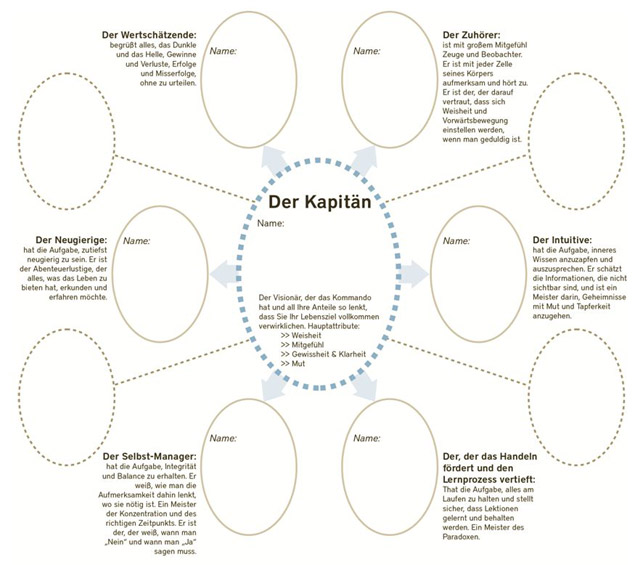 Der Wertschätzende:
begrüßt alles, das Dunkle
und das Helle, Gewinne
und Verluste, Erfolge
und Misserfolge,
ohne zu urteilen.
Name:
Name:
Der Zuhörer:
ist mit großem Mitgefühl
Zeuge und Beobachter.
Er ist mit jeder Zelle
seines Körpers
aufmerksam und hört zu.
Er ist der, der darauf
vertraut, dass sich
Weisheit und
Vorwärtsbewegung
einstellen werden,
wenn man geduldig ist.
Der Kapitän
Name:
Der Visionär, der das Kommando
hat und all Ihre Anteile so lenkt,
dass Sie Ihr Lebensziel vollkommen
verwirklichen. Hauptattribute:
>> Weisheit
>> Mitgefühl
>> Gewissheit & Klarheit
>> Mut
Der Neugierige:
hat die Aufgabe, zutiefst
neugierig zu sein. Er ist
der Abenteuerlustige, der
alles, was das Leben zu
bieten hat, erkunden und
erfahren möchte.
Name:
Name:
Der Intuitive:
hat die Aufgabe, inneres
Wissen anzuzapfen und
auszusprechen. Er schätzt
die Informationen, die nicht
sichtbar sind, und ist ein
Meister darin, Geheimnisse
mit Mut und Tapferkeit
anzugehen.
Der Selbst-Manager:
hat die Aufgabe, Integrität
und Balance zu erhalten. Er
weiß, wie man die
Aufmerksamkeit dahin lenkt,
wo sie nötig ist. Ein Meister
der Konzentration und des
richtigen Zeitpunkts. Er ist
der, der weiß, wann man
„Nein“ und wann man „Ja“
sagen muss.
Name:
Name:
Der, der das Handeln
fördert und den
Lernprozess vertieft:
That die Aufgabe, alles am
Laufen zu halten und stellt
sicher, dass Lektionen
gelernt und behalten
werden. Ein Meister des
Paradoxen.